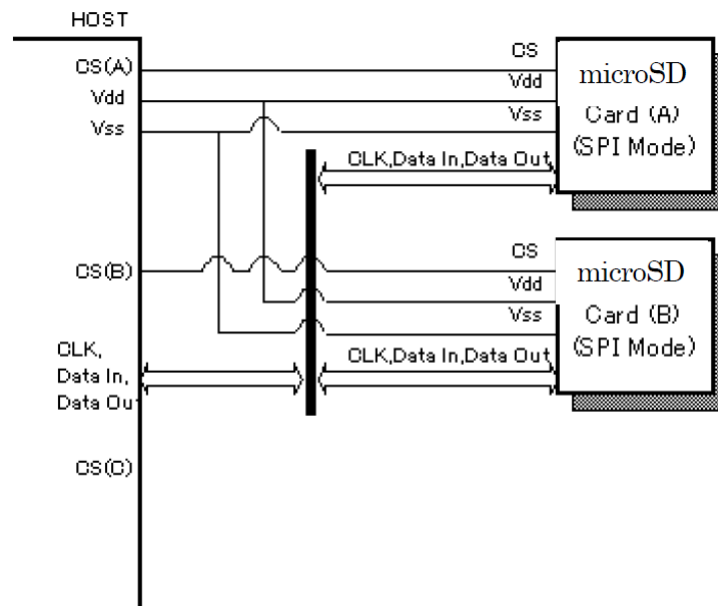 HOST
CS(A)
Vdd
Vss
CS
Vdd
Vss
microSD
Card (A)
(SPI Mode)
CLK,Data In,Data Out
CS(B)
CS
Vdd
Vss
microSD
Card (B)
(SPI Mode)
CLK,Data In,Data Out
CLK,
Data In,
Data Out
CS(C)